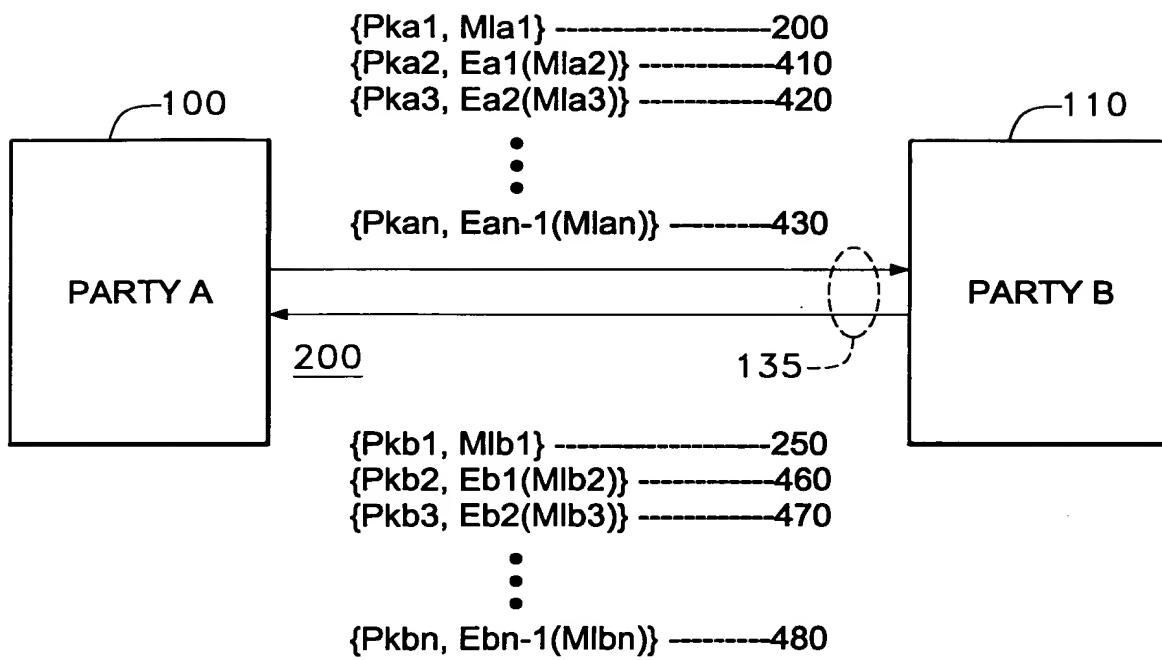 {Pka1, Mla1} 200
{Pka2, Ea1(Mla2)} 410
{Pka3, Ea2(Mla3)} 420
100
110
{Pkan, Ean-1(Mlan)} 430
PARTY A
PARTY B
200
135
{Pkb1, Mlb1} 250
{Pkb2, Eb1(Mlb2)} 460
{Pkb3, Eb2(Mlb3)} 470
{Pkbn, Ebn-1(Mlbn)} 480